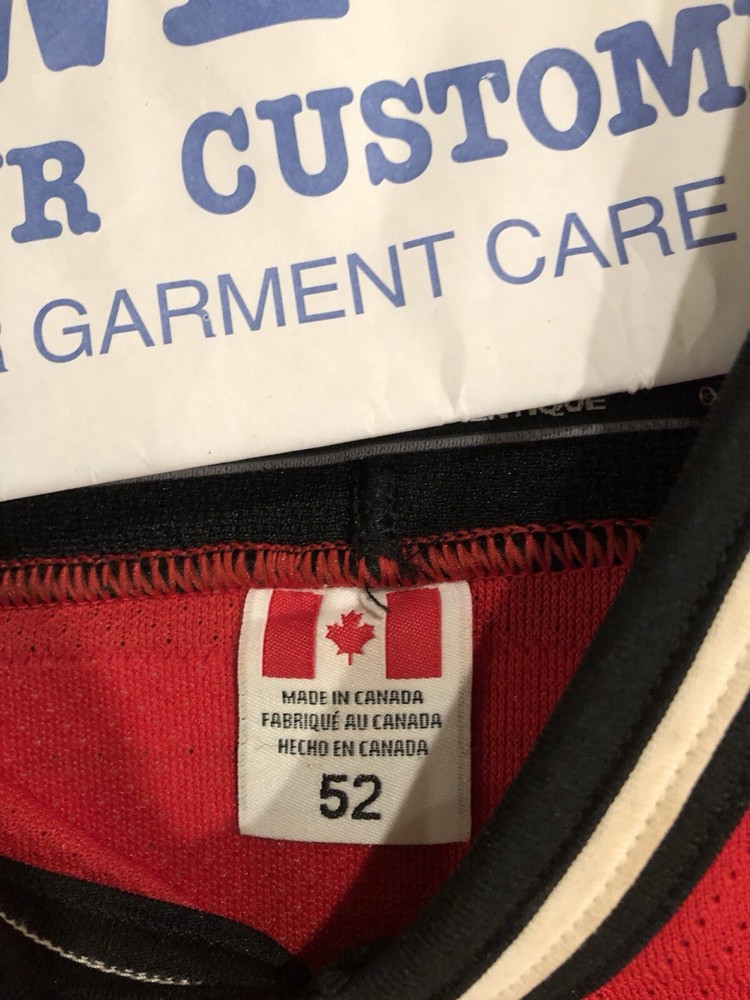 CUSTOM
GARMENT CARE
MADE IN CANADA
FABRIQUÉ AU CANADA
HECHO EN CANADA
52